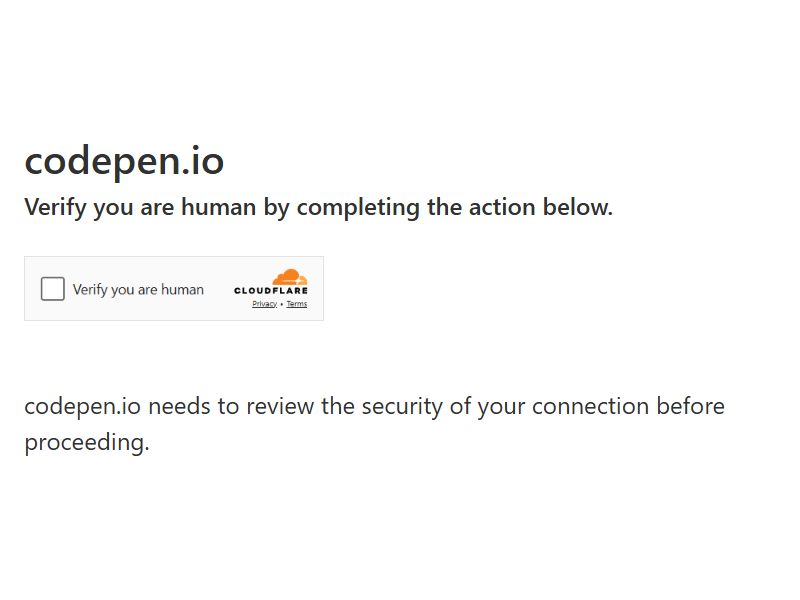 codepen.io
Verify you are human by completing the action below.
Verify you are human
CLOUDFLARE
Privacy • Terms
codepen.io needs to review the security of your connection before
proceeding.